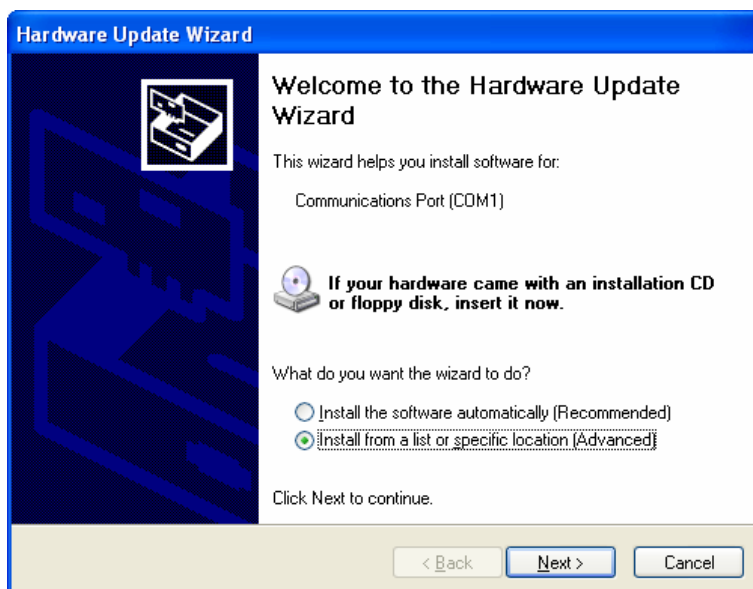 Hardware Update Wizard
Welcome to the Hardware Update
Wizard
This wizard helps you install software for:
Communications Port (COM1)
If your hardware came with an installation CD
or floppy disk, insert it now.
What do you want the wizard to do?
Install the software automatically (Recommended)
Install from a list or specific location (Advanced)
Click Next to continue.
< Back Next > Cancel